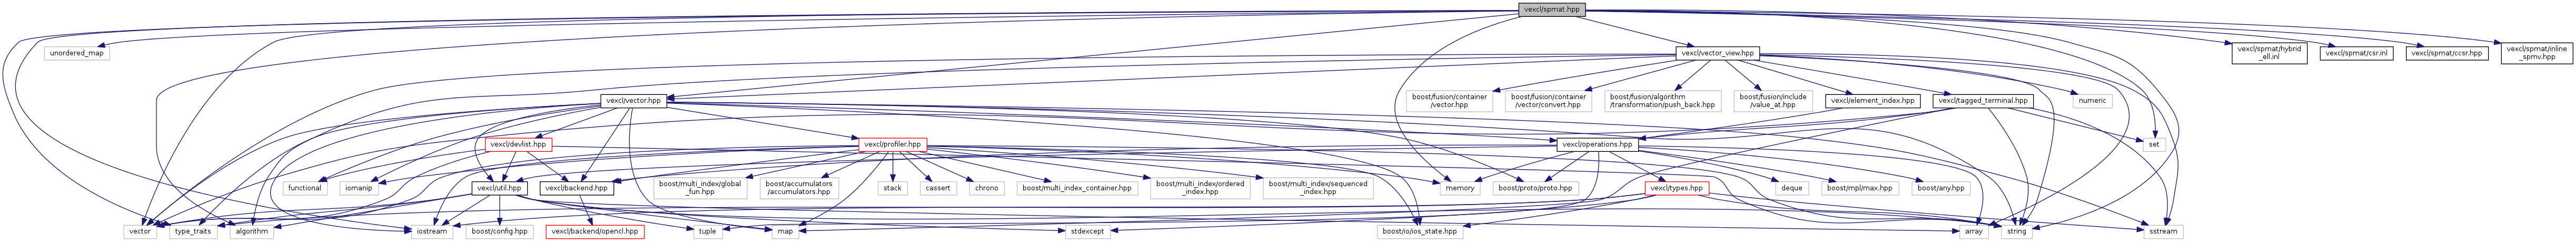 vexcl/spmat.hpp
unordered_map
vexcl/vector_view.hpp
vexcl/spmat/hybrid
_ell.inl
vexcl/spmat/csr.inl
vexcl/spmat/ccsr.hpp
vexcl/spmat/inline
_spmv.hpp
vexcl/vector.hpp
boost/fusion/container
/vector.hpp
boost/fusion/container
/vector/convert.hpp
boost/fusion/algorithm
/transformation/push_back.hpp
boost/fusion/include
/value_at.hpp
vexcl/element_index.hpp
vexcl/tagged_terminal.hpp
numeric
vexcl/devlist.hpp
vexcl/profiler.hpp
vexcl/operations.hpp
set
functional
iomanip
vexcl/util.hpp
vexcl/backend.hpp
boost/multi_index/global
_fun.hpp
boost/accumulators
/accumulators.hpp
stack
cassert
chrono
boost/multi_index_container.hpp
boost/multi_index/ordered
_index.hpp
boost/multi_index/sequenced
_index.hpp
memory
boost/proto/proto.hpp
vexcl/types.hpp
deque
boost/mpl/max.hpp
boost/any.hpp
vector
type_traits
algorithm
iostream
boost/config.hpp
vexcl/backend/opencl.hpp
tuple
map
stdexcept
boost/io/ios_state.hpp
array
string
sstream